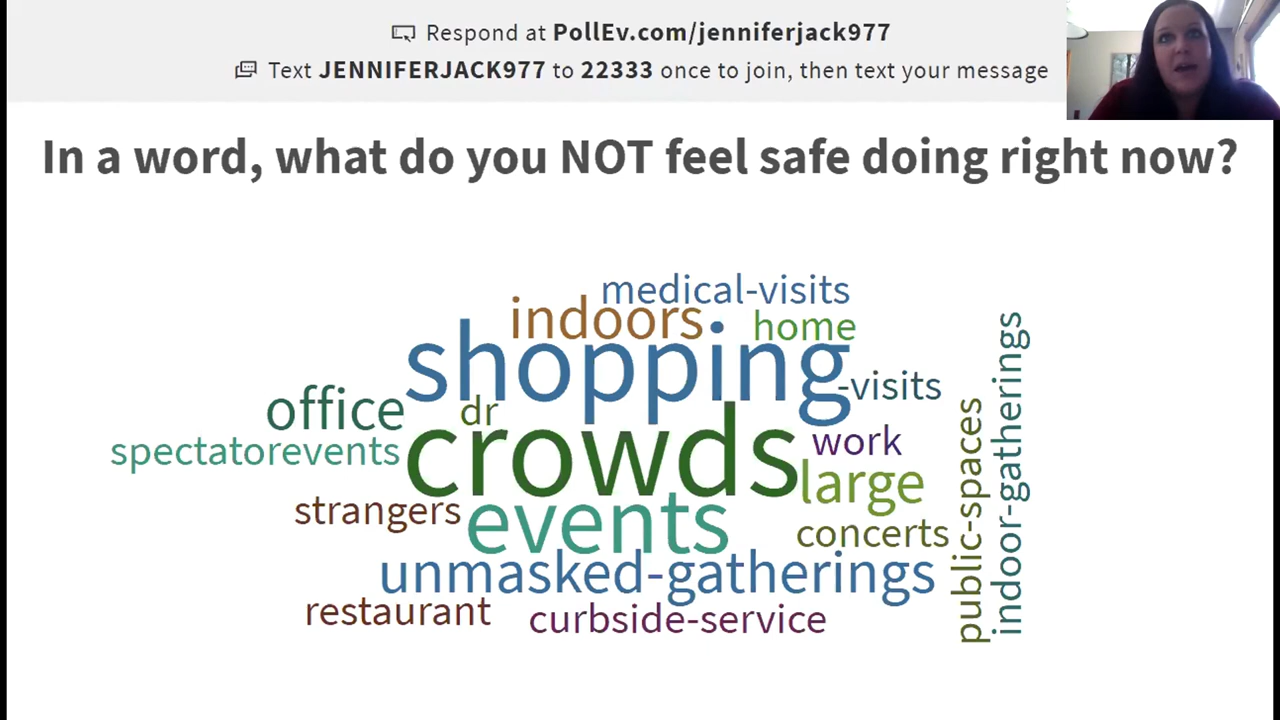 Respond at PollEv.com/jenniferjack977
Text JENNIFERJACK977 to 22333 once to join, then text your message
In a word, what do you NOT feel safe doing right now?
medical-visits
indoors
home
shopping
-visits
office
dr
crowds
work
spectatorevents
large
strangers
events
concerts
unmasked-gatherings
restaurant
curbside-service
public-spaces
indoor-gatherings